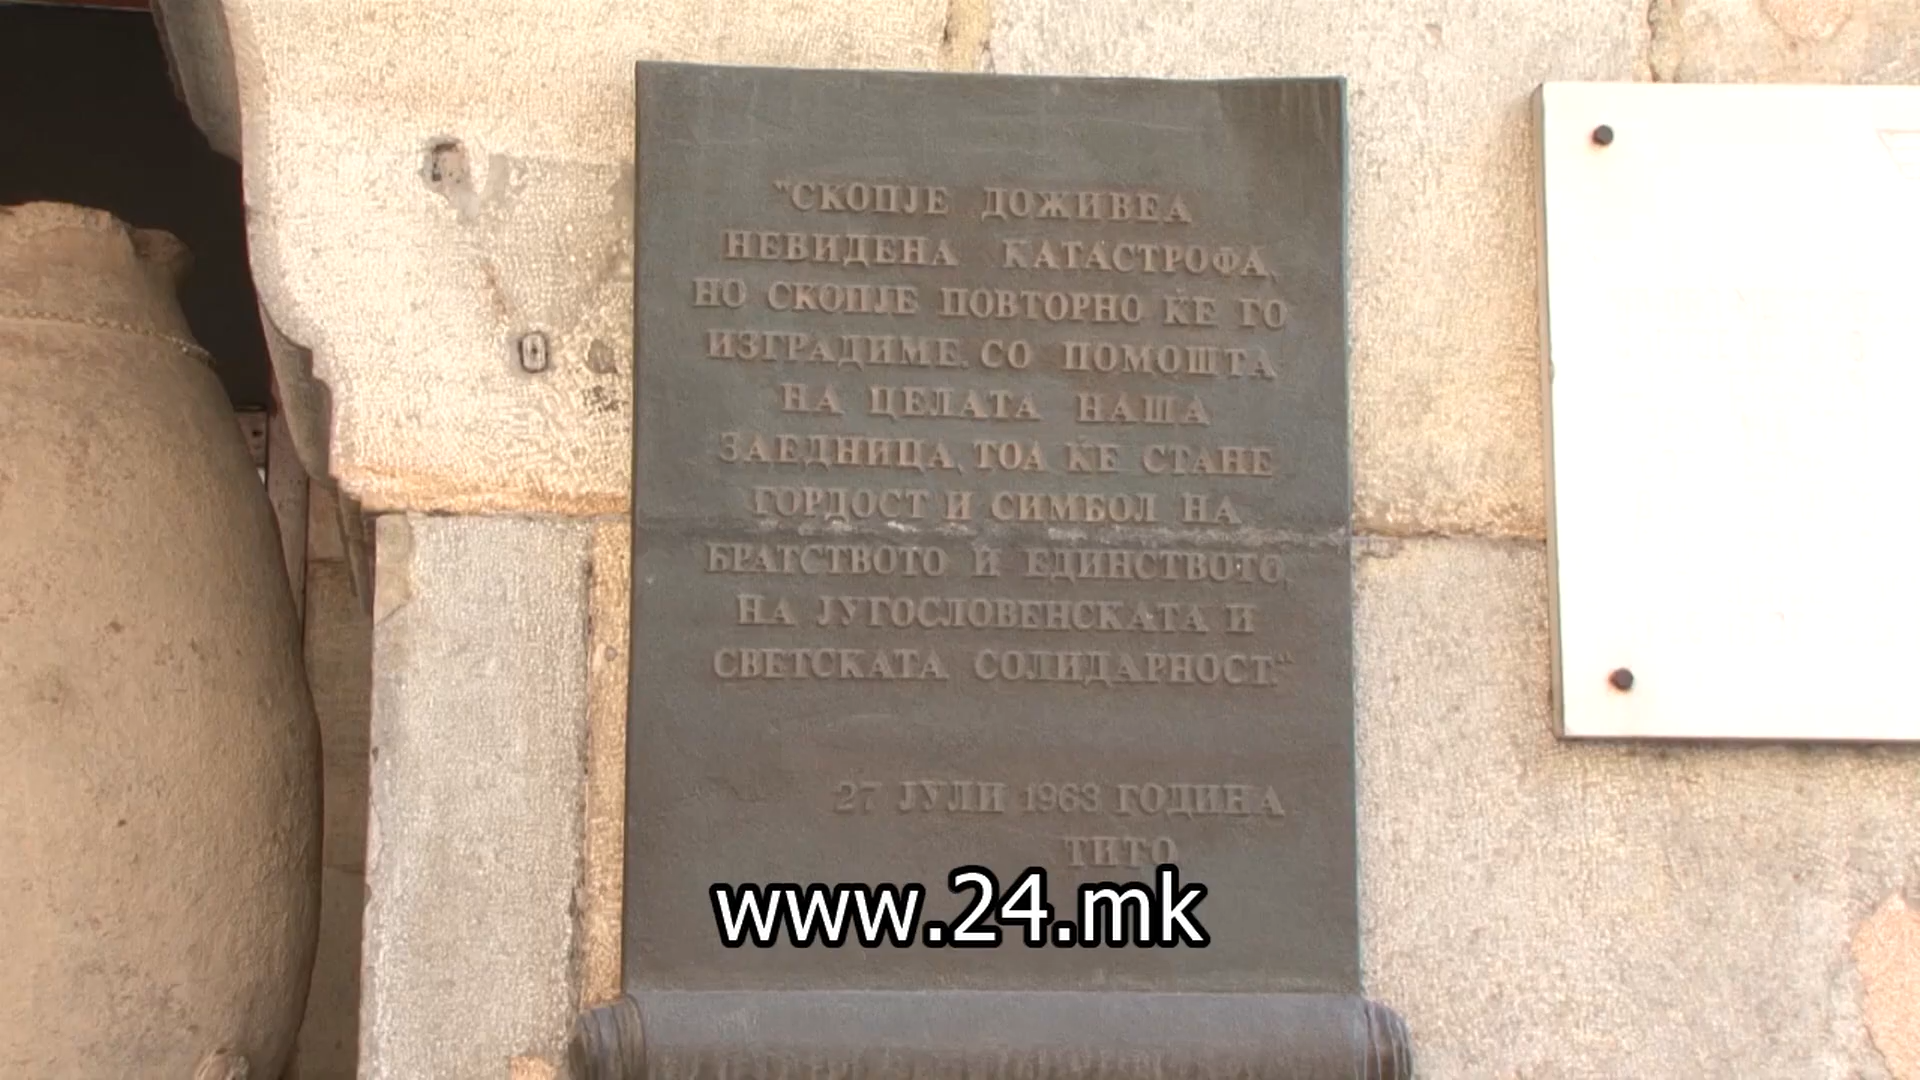 "СКОПЈЕ ДОЖИВЕА
НЕВИДЕНА КАТАСТРОФА,
НО СКОПЈЕ ПОВТОРНО ЌЕ ГО
ИЗГРАДИМЕ. СО ПОМОШТА
НА ЦЕЛАТА НАША
ЗАЕДНИЦА, ТОА ЌЕ СТАНЕ
ГОРДОСТ И СИМБОЛ НА
БРАТСТВОТО И ЕДИНСТВОТО,
НА ЈУГОСЛОВЕНСКАТА И
СВЕТСКАТА СОЛИДАРНОСТ."
27 ЈУЛИ 1963 ГОДИНА
ТИТО
www.24.mk